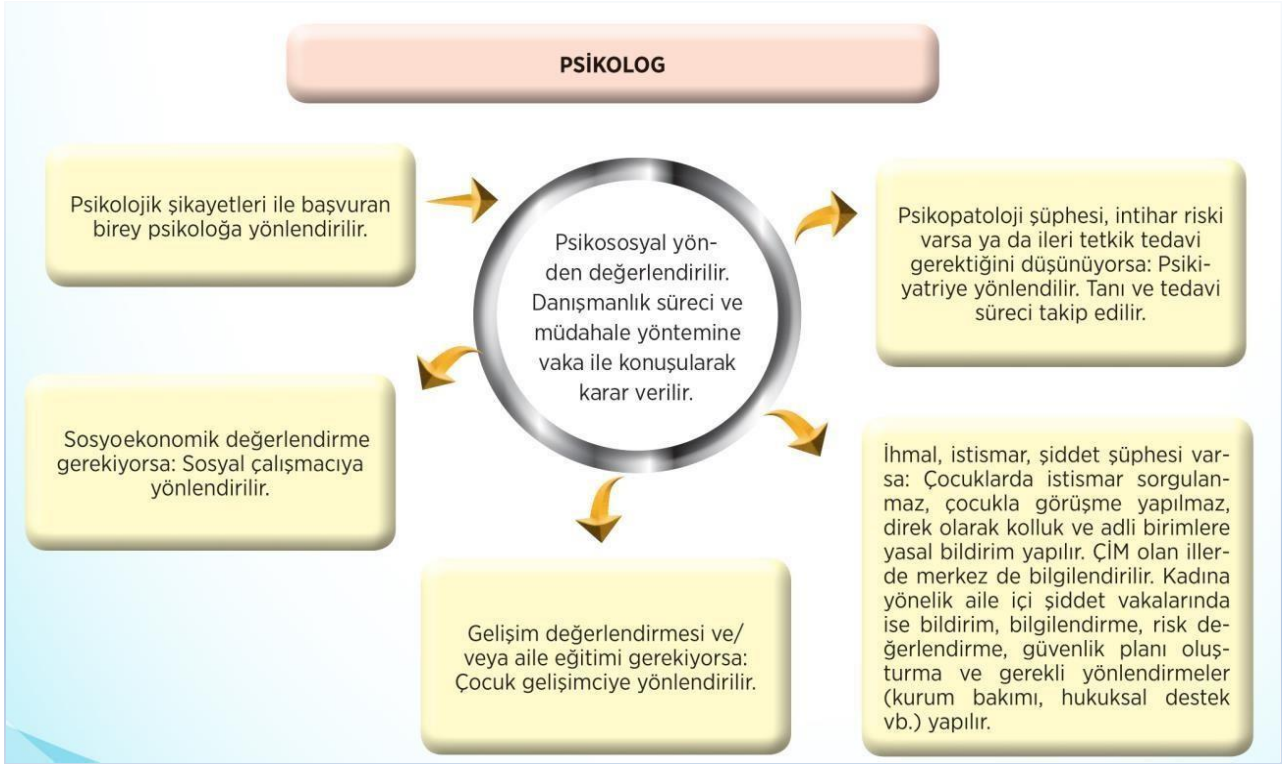 PSİKOLOG
Psikolojik şikayetleri ile başvuran
birey psikoloğa yönlendirilir.
Psikososyal yön-
den değerlendirilir.
Danışmanlık süreci ve
müdahale yöntemine
vaka ile konuşularak
karar verilir.
Psikopatoloji şüphesi, intihar riski
varsa ya da ileri tetkik tedavi
gerektiğini düşünüyorsa: Psiki-
yatriye yönlendilir. Tanı ve tedavi
süreci takip edilir.
Sosyoekonomik değerlendirme
gerekiyorsa: Sosyal çalışmacıya
yönlendirilir.
Gelişim değerlendirmesi ve/
veya aile eğitimi gerekiyorsa:
Çocuk gelişimciye yönlendirilir.
İhmal, istismar, şiddet şüphesi var-
sa: Çocuklarda istismar sorgulan-
maz, çocukla görüşme yapılmaz,
direk olarak kolluk ve adli birimlere
yasal bildirim yapılır. ÇİM olan iller-
de merkez de bilgilendirilir. Kadına
yönelik aile içi şiddet vakalarında
ise bildirim, bilgilendirme, risk de-
ğerlendirme, güvenlik planı oluş-
turma ve gerekli yönlendirmeler
(kurum bakımı, hukuksal destek
vb.) yapılır.